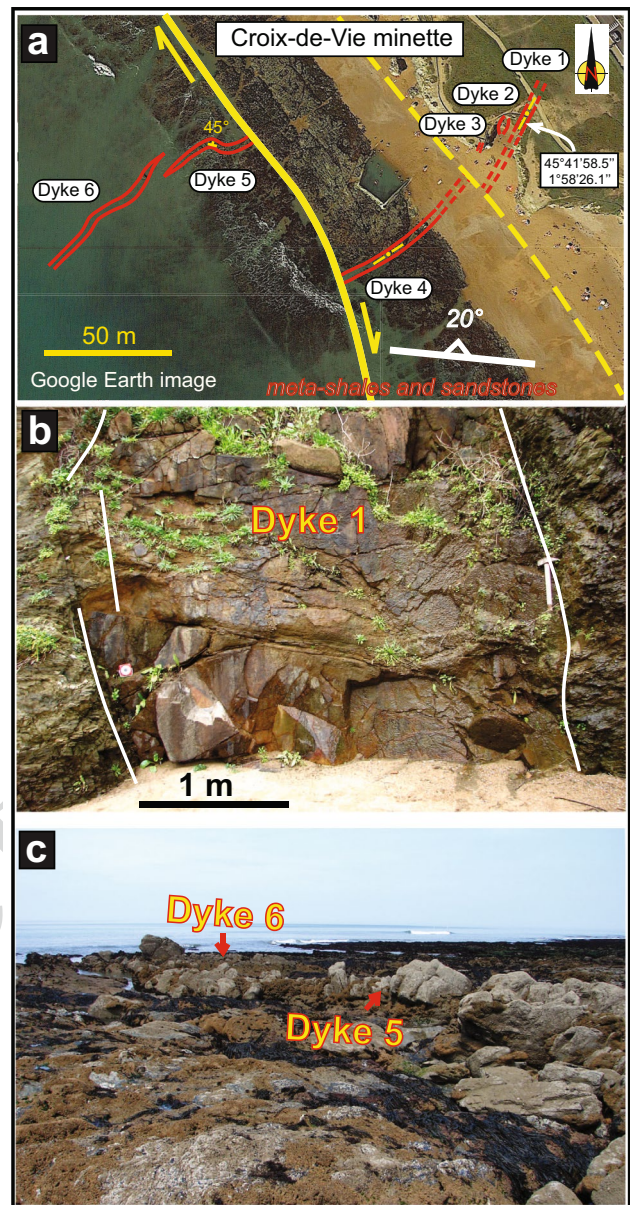 a
Croix-de-Vie minette
N
Dyke 1
Dyke 2
Dyke 3
45°41'58.5''
1°58'26.1''
45°
Dyke 5
Dyke 6
Dyke 4
50 m
20°
Google Earth image
meta-shales and sandstones
b
Dyke 1
1 m
c
Dyke 6
Dyke 5